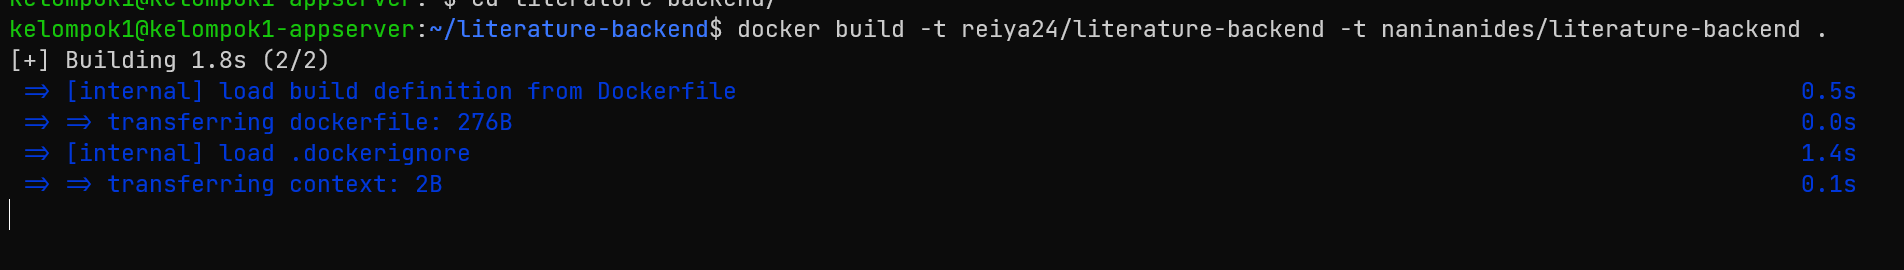 kelompok1@kelompok1-appserver:~$ cd literature-backend/
kelompok1@kelompok1-appserver:~/literature-backend$ docker build -t reiya24/literature-backend -t naninanides/literature-backend .
[+] Building 1.8s (2/2)
=> [internal] load build definition from Dockerfile 0.5s
=> => transferring dockerfile: 276B 0.0s
=> [internal] load .dockerignore 1.4s
=> => transferring context: 2B 0.1s